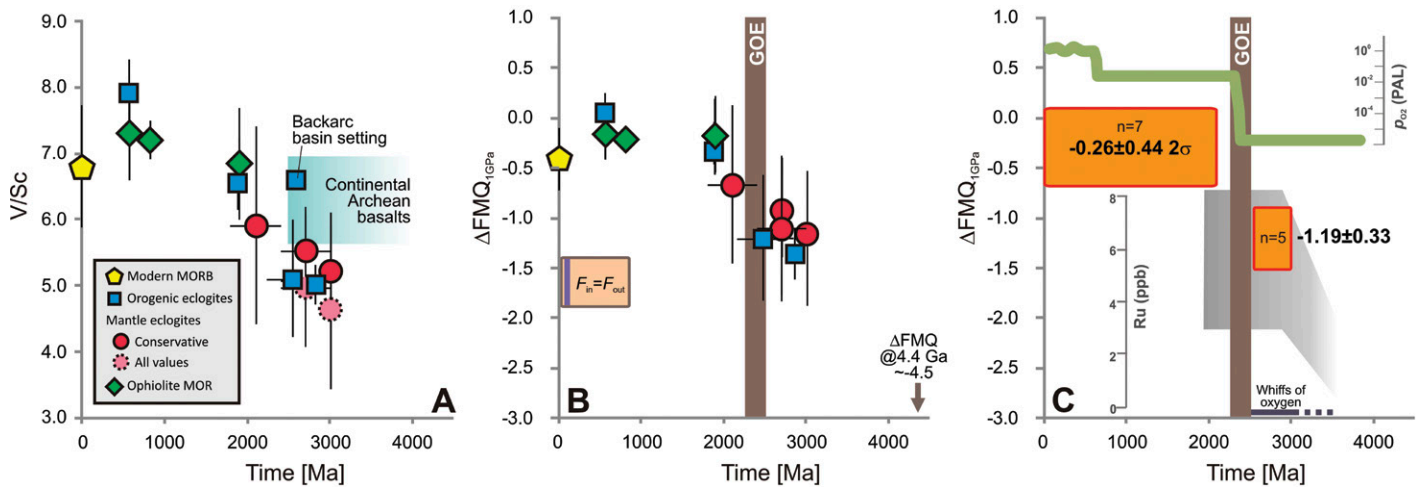 9.0
8.0
7.0
6.0
5.0
4.0
3.0
V/Sc
0
1000
2000
3000
4000
Time [Ma]
Backarc
basin setting
Continental
Archean
basalts
Modern MORB
Orogenic eclogites
Mantle eclogites
Conservative
All values
Ophiolite MOR
A
1.0
0.5
0.0
-0.5
-1.0
-1.5
-2.0
-2.5
-3.0
ΔFMQ1GPa
0
1000
2000
3000
4000
Time [Ma]
GOE
Fin=Fout
ΔFMQ
@4.4 Ga
~-4.5
B
1.0
0.5
0.0
-0.5
-1.0
-1.5
-2.0
-2.5
-3.0
ΔFMQ1GPa
0
1000
2000
3000
4000
Time [Ma]
GOE
10⁰
10⁻²
10⁻⁴
pO2 (PAL)
n=7
-0.26±0.44 2σ
n=5
-1.19±0.33
8
6
4
2
0
Ru (ppb)
Whiffs of
oxygen
C